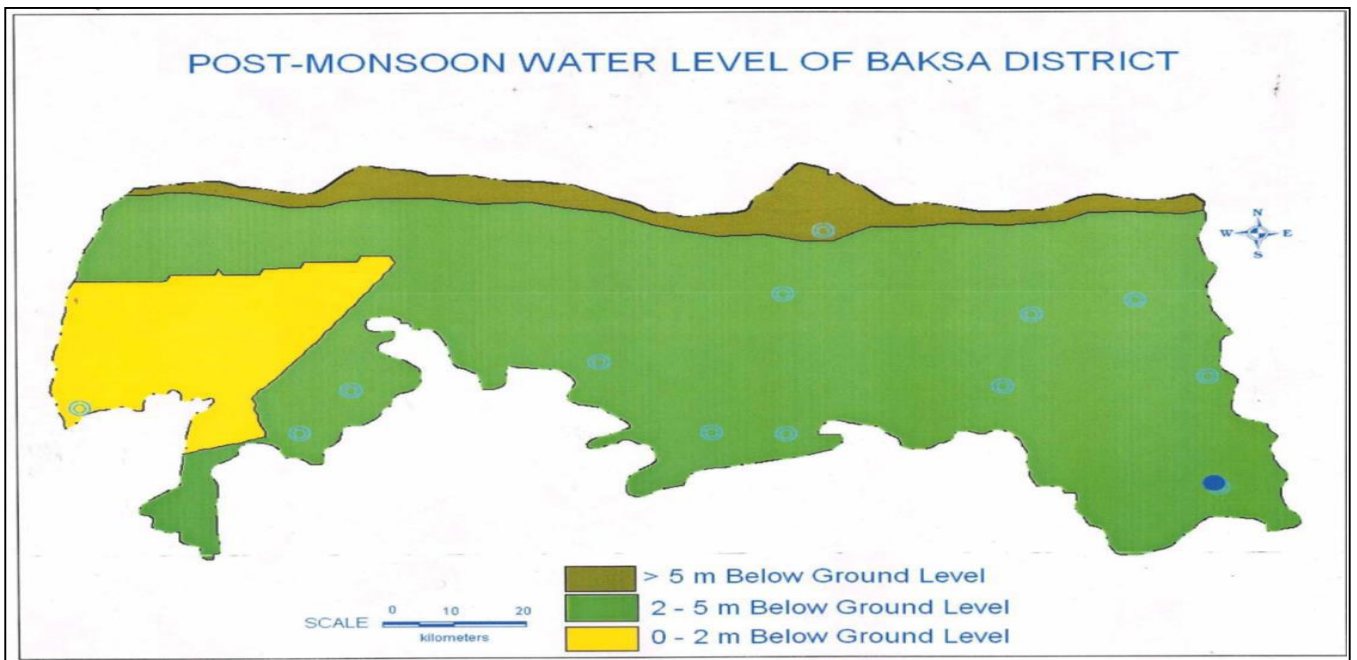 POST-MONSOON WATER LEVEL OF BAKSA DISTRICT
N
W E
S
> 5 m Below Ground Level
2 - 5 m Below Ground Level
0 - 2 m Below Ground Level
SCALE
0 10 20
kilometers